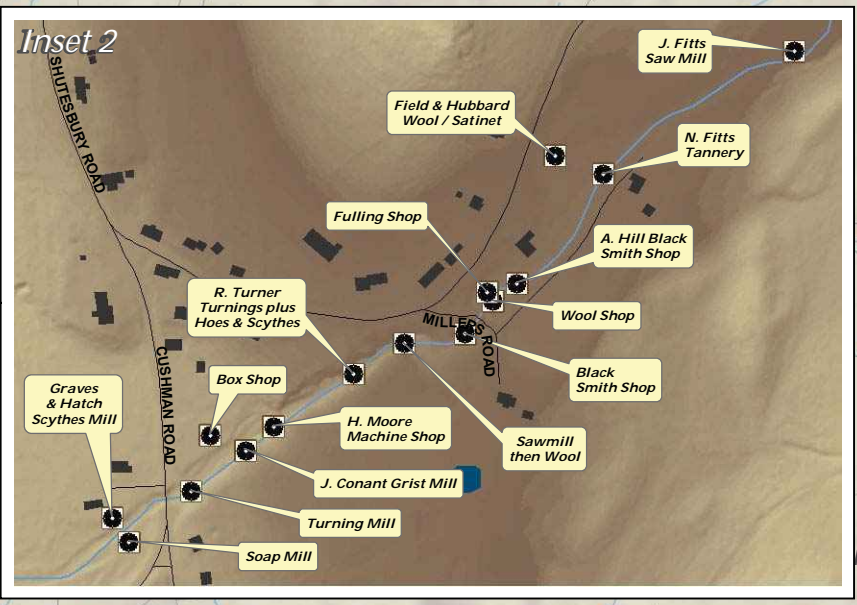 Inset 2
J. Fitts
Saw Mill
SHUTESBURY ROAD
Field & Hubbard
Wool / Satinet
N. Fitts
Tannery
Fulling Shop
A. Hill Black
Smith Shop
R. Turner
Turnings plus
Hoes & Scythes
Wool Shop
MILLERS ROAD
CUSHMAN ROAD
Black
Smith Shop
Graves
& Hatch
Scythes Mill
Box Shop
H. Moore
Machine Shop
Sawmill
then Wool
J. Conant Grist Mill
Turning Mill
Soap Mill